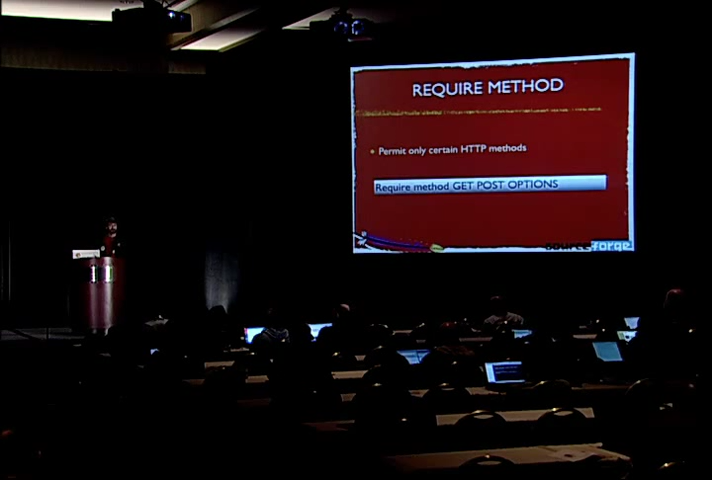 REQUIRE METHOD
Permit only certain HTTP methods
Require method GET POST OPTIONS
sourceforge